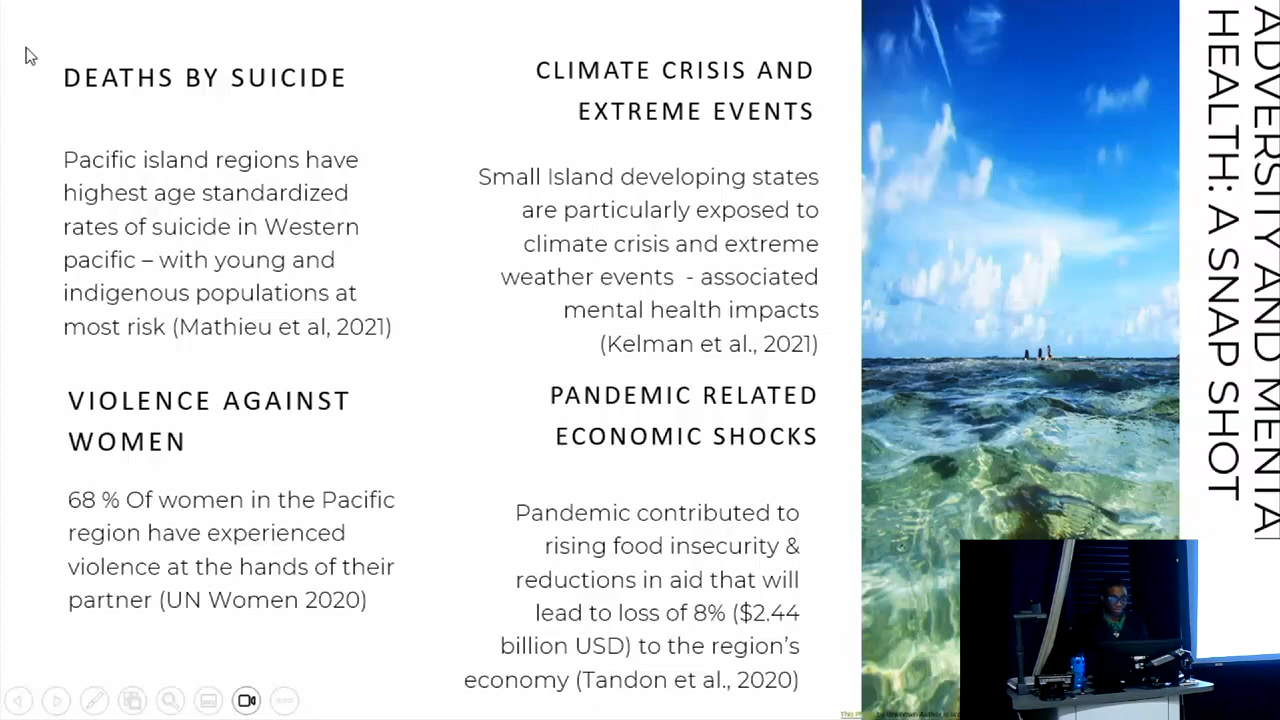 DEATHS BY SUICIDE
Pacific island regions have
highest age standardized
rates of suicide in Western
pacific – with young and
indigenous populations at
most risk (Mathieu et al, 2021)
VIOLENCE AGAINST
WOMEN
68 % Of women in the Pacific
region have experienced
violence at the hands of their
partner (UN Women 2020)
CLIMATE CRISIS AND
EXTREME EVENTS
Small Island developing states
are particularly exposed to
climate crisis and extreme
weather events - associated
mental health impacts
(Kelman et al., 2021)
PANDEMIC RELATED
ECONOMIC SHOCKS
Pandemic contributed to
rising food insecurity &
reductions in aid that will
lead to loss of 8% ($2.44
billion USD) to the region’s
economy (Tandon et al., 2020)
ADVERSITY AND MENTA
HEALTH: A SNAP SHOT